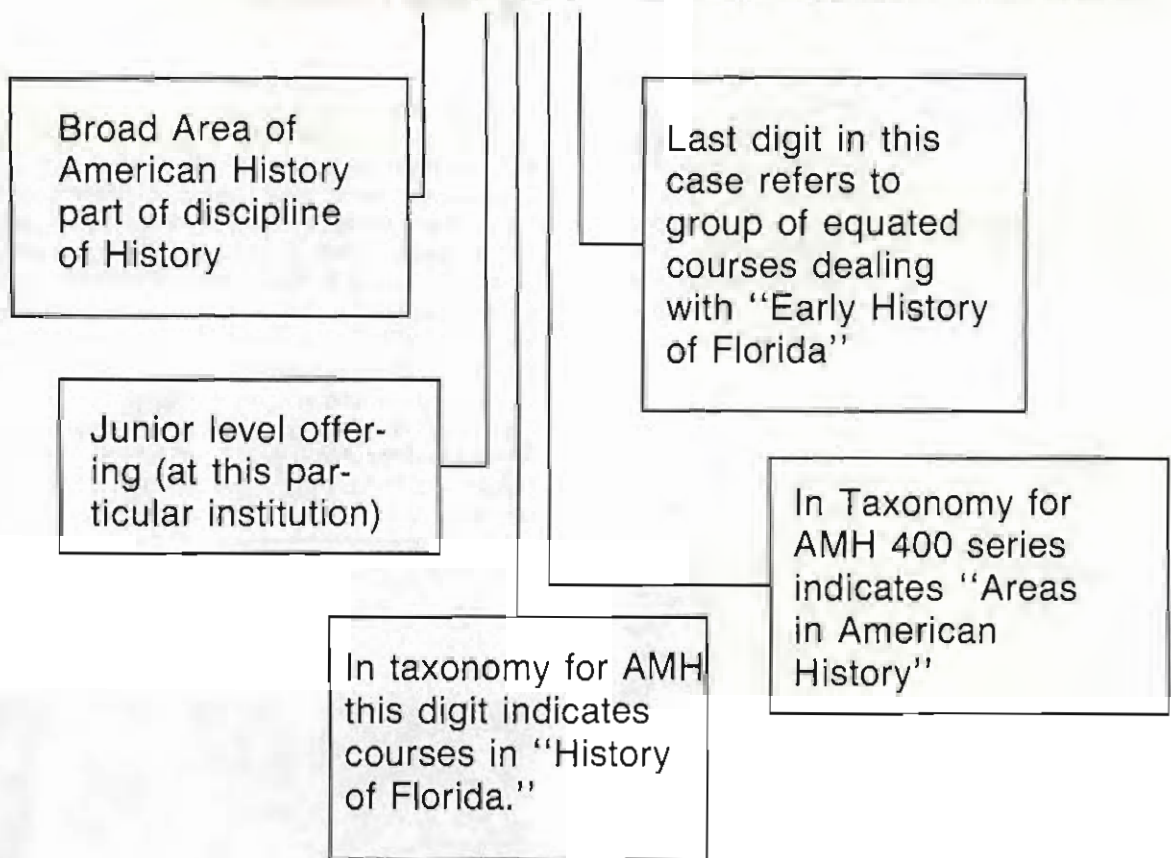 Broad Area of
American History
part of discipline
of History
Last digit in this
case refers to
group of equated
courses dealing
with ‘‘Early History
of Florida’’
Junior level offer-
ing (at this par-
ticular institution)
In Taxonomy for
AMH 400 series
indicates ‘‘Areas
in American
History’’
In taxonomy for AMH
this digit indicates
courses in ‘‘History
of Florida.’’